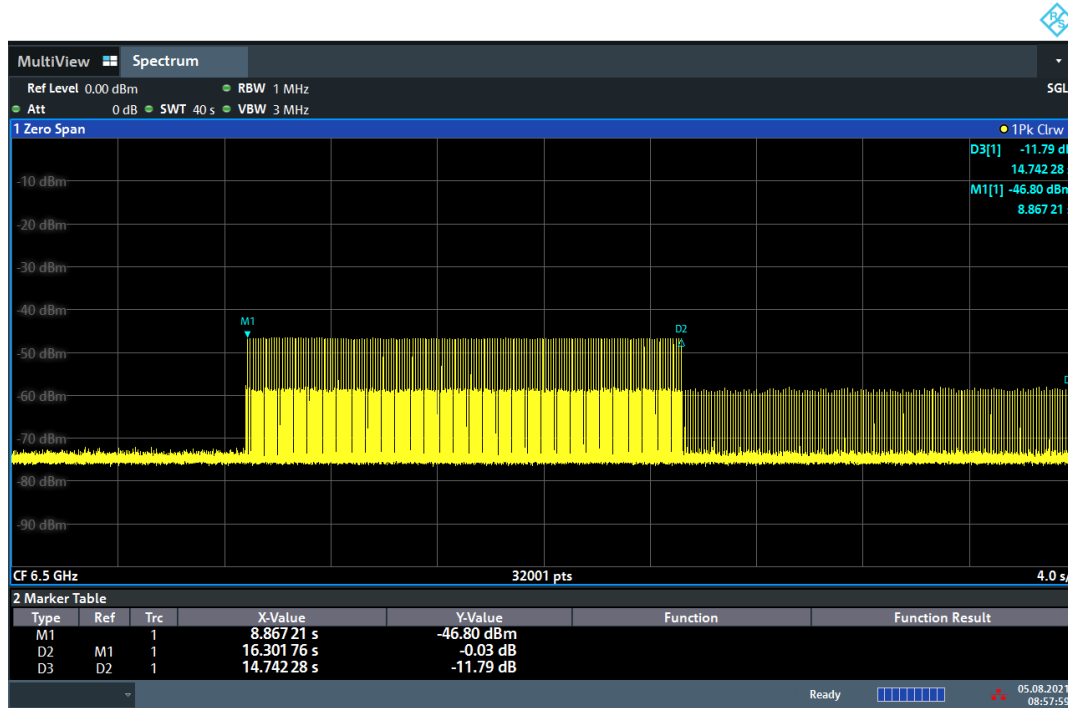 R&S
MultiView Spectrum
Ref Level 0.00 dBm RBW 1 MHz SGL
Att 0 dB SWT 40 s VBW 3 MHz
1 Zero Span 1Pk Clrw
D3[1] -11.79 dB
14.742 28 s
-10 dBm
M1[1] -46.80 dBm
8.867 21 s
-20 dBm
-30 dBm
-40 dBm
M1
D2
-50 dBm
D
-60 dBm
-70 dBm
-80 dBm
-90 dBm
CF 6.5 GHz 32001 pts 4.0 s/
2 Marker Table
Type Ref Trc X-Value Y-Value Function Function Result
M1 1 8.867 21 s -46.80 dBm
D2 M1 1 16.301 76 s -0.03 dB
D3 D2 1 14.742 28 s -11.79 dB
Ready 05.08.2021
08:57:59